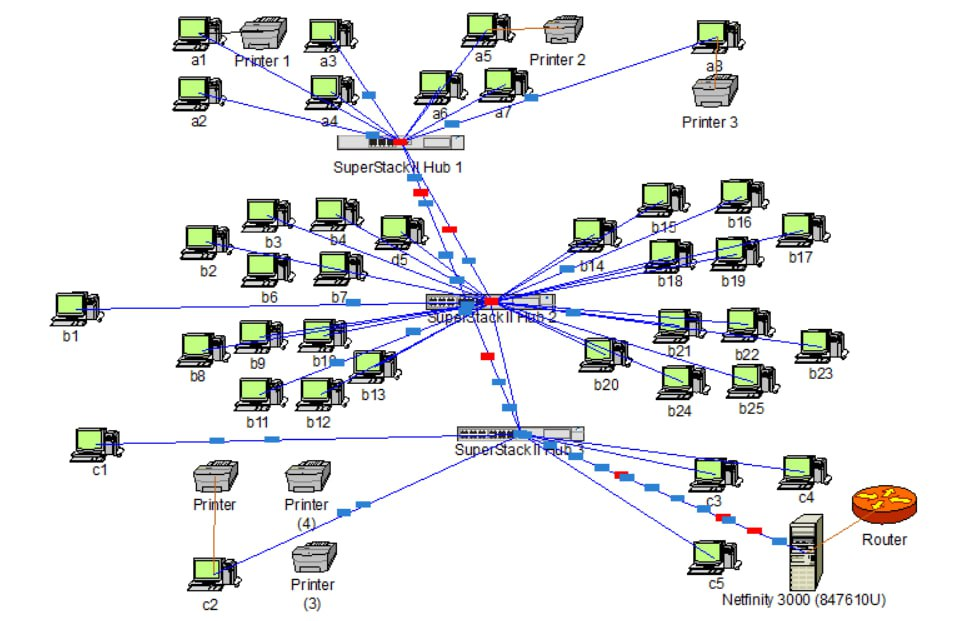 a1
Printer 1
a3
a5
Printer 2
a8
a2
a4
a6
a7
Printer 3
SuperStack II Hub 1
b3
b4
d5
b15
b16
b2
b14
b17
b6
b7
b18
b19
b1
SuperStack II Hub 2
b8
b9
b10
b13
b20
b21
b22
b23
b11
b12
b24
b25
c1
SuperStack II Hub 3
Printer
Printer
(4)
c3
c4
Router
c2
Printer
(3)
c5
Netfinity 3000 (847610U)